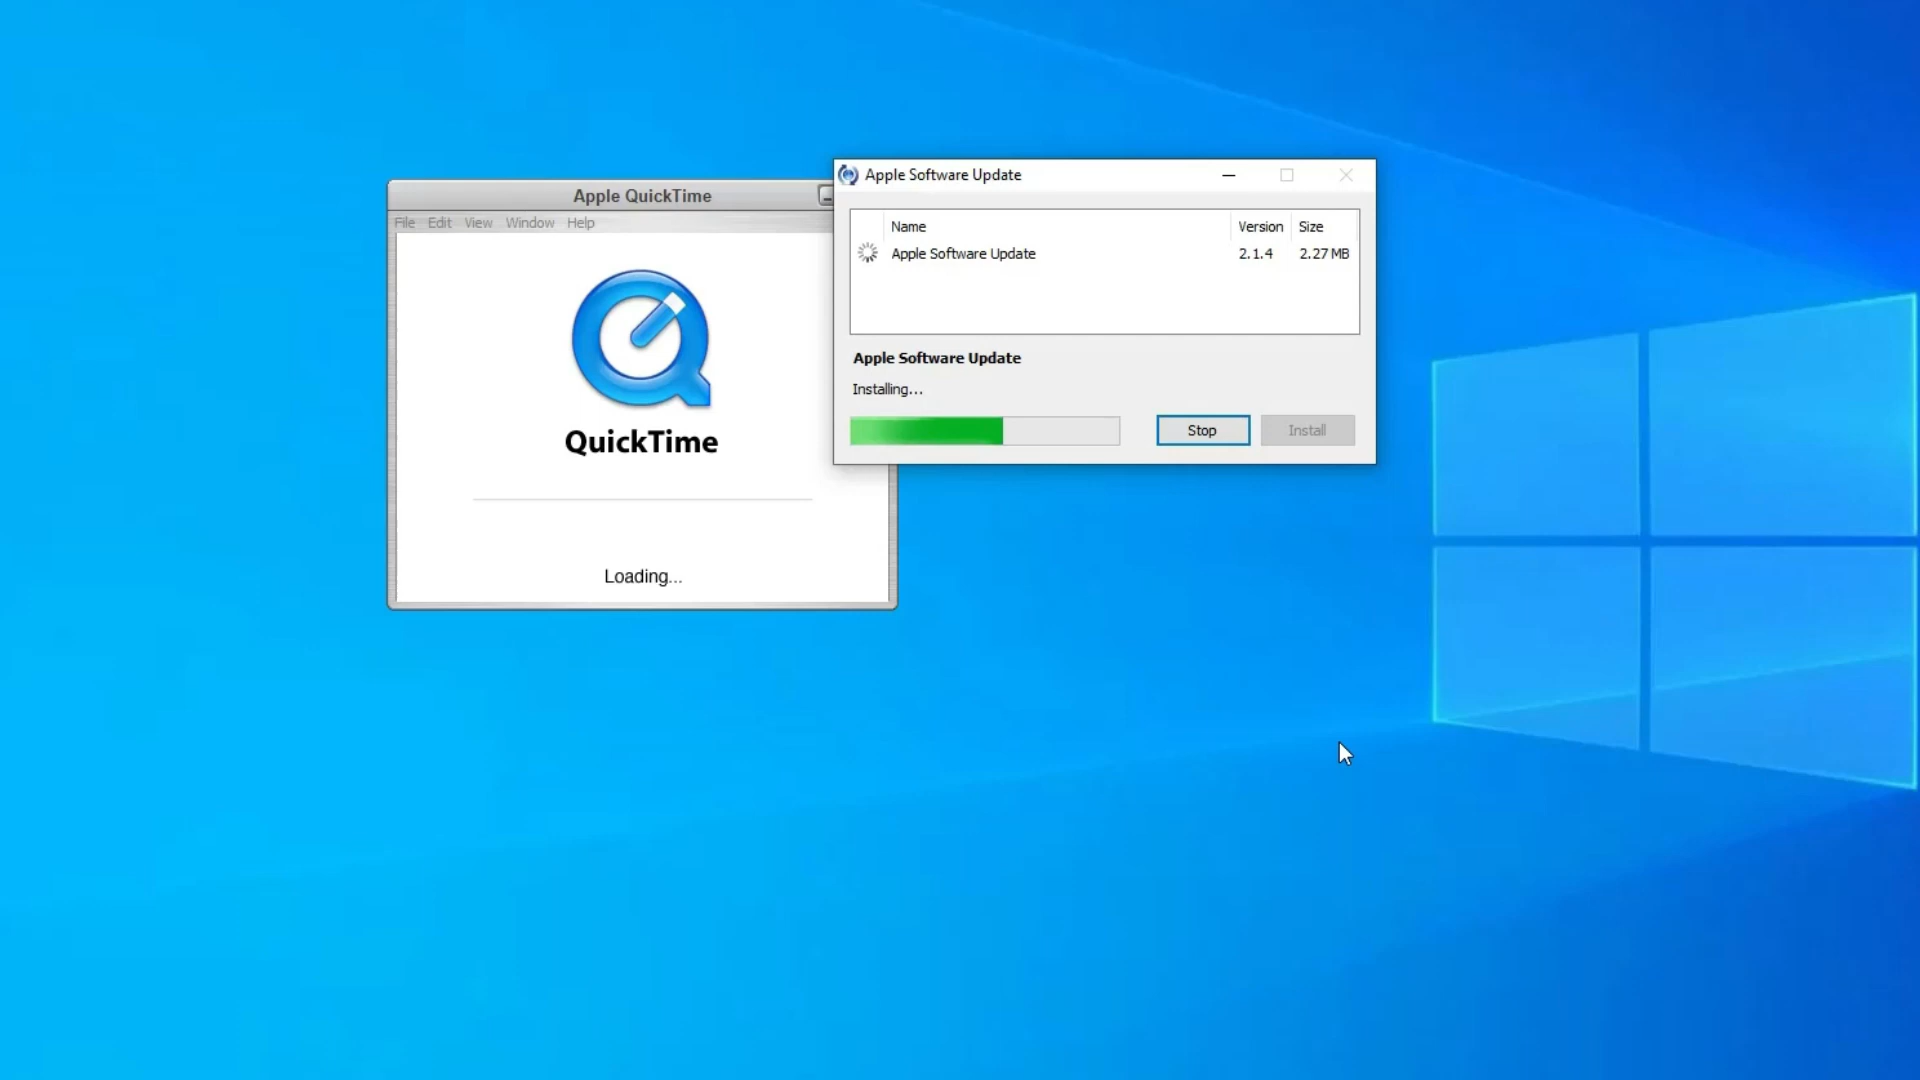 Apple QuickTime
File Edit View Window Help
QuickTime
Loading...
Apple Software Update
Name Version Size
Apple Software Update 2.1.4 2.27 MB
Apple Software Update
Installing...
Stop Install